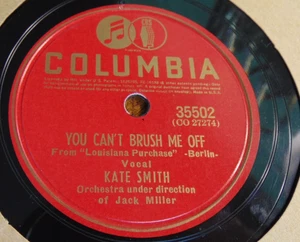 COLUMBIA
35502
(CO 27274)
YOU CAN'T BRUSH ME OFF
From "Louisiana Purchase" -Berlin-
Vocal
KATE SMITH
Orchestra under direction
of Jack Miller